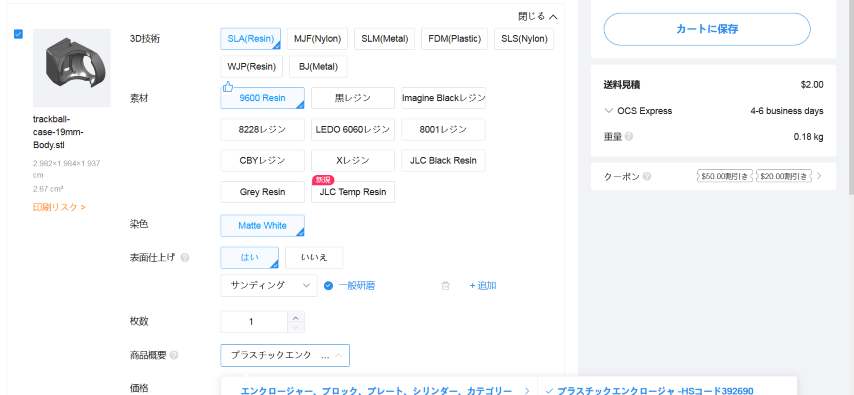 閉じる
カートに保存
trackball-
case-19mm-
Body.stl
2.982×1.984×1.937
cm
2.67 cm³
印刷リスク >
3D技術
SLA(Resin)
MJF(Nylon)
SLM(Metal)
FDM(Plastic)
SLS(Nylon)
WJP(Resin)
BJ(Metal)
素材
9600 Resin
黒レジン
Imagine Blackレジン
8228レジン
LEDO 6060レジン
8001レジン
CBYレジン
Xレジン
JLC Black Resin
Grey Resin
新規
JLC Temp Resin
染色
Matte White
表面仕上げ
はい
いいえ
サンディング
一般研磨
+ 追加
枚数
1
商品概要
プラスチックエンク ...
価格
エンクロージャー、ブロック、プレート、シリンダー、カテゴリー
プラスチックエンクロージャ -HSコード392690
送料見積
$2.00
OCS Express
4-6 business days
重量
0.18 kg
クーポン
$50.00割引き
$20.00割引き